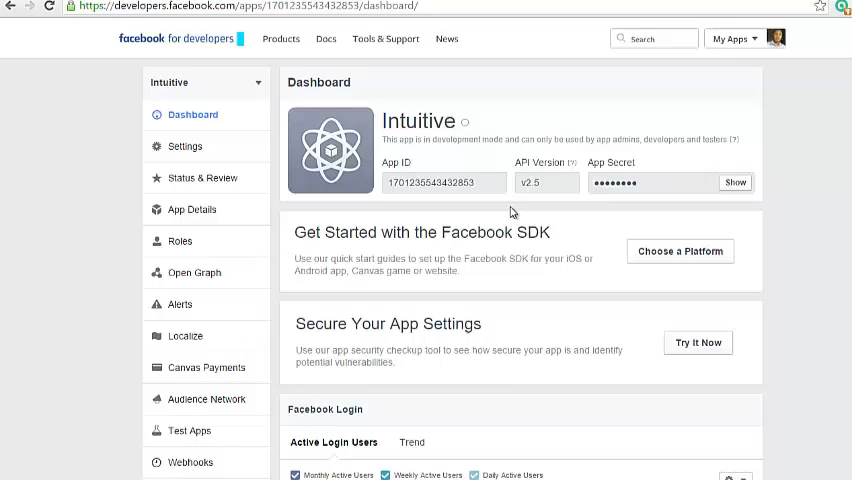 https://developers.facebook.com/apps/1701235543432853/dashboard/
facebook for developers
Products
Docs
Tools & Support
News
Search
My Apps
Intuitive
Dashboard
Settings
Status & Review
App Details
Roles
Open Graph
Alerts
Localize
Canvas Payments
Audience Network
Test Apps
Webhooks
Dashboard
Intuitive
This app is in development mode and can only be used by app admins, developers and testers [?]
App ID
API Version [?]
App Secret
1701235543432853
v2.5
●●●●●●●●
Show
Get Started with the Facebook SDK
Use our quick start guides to set up the Facebook SDK for your iOS or
Android app, Canvas game or website.
Choose a Platform
Secure Your App Settings
Use our app security checkup tool to see how secure your app is and identify
potential vulnerabilities.
Try It Now
Facebook Login
Active Login Users
Trend
Monthly Active Users
Weekly Active Users
Daily Active Users